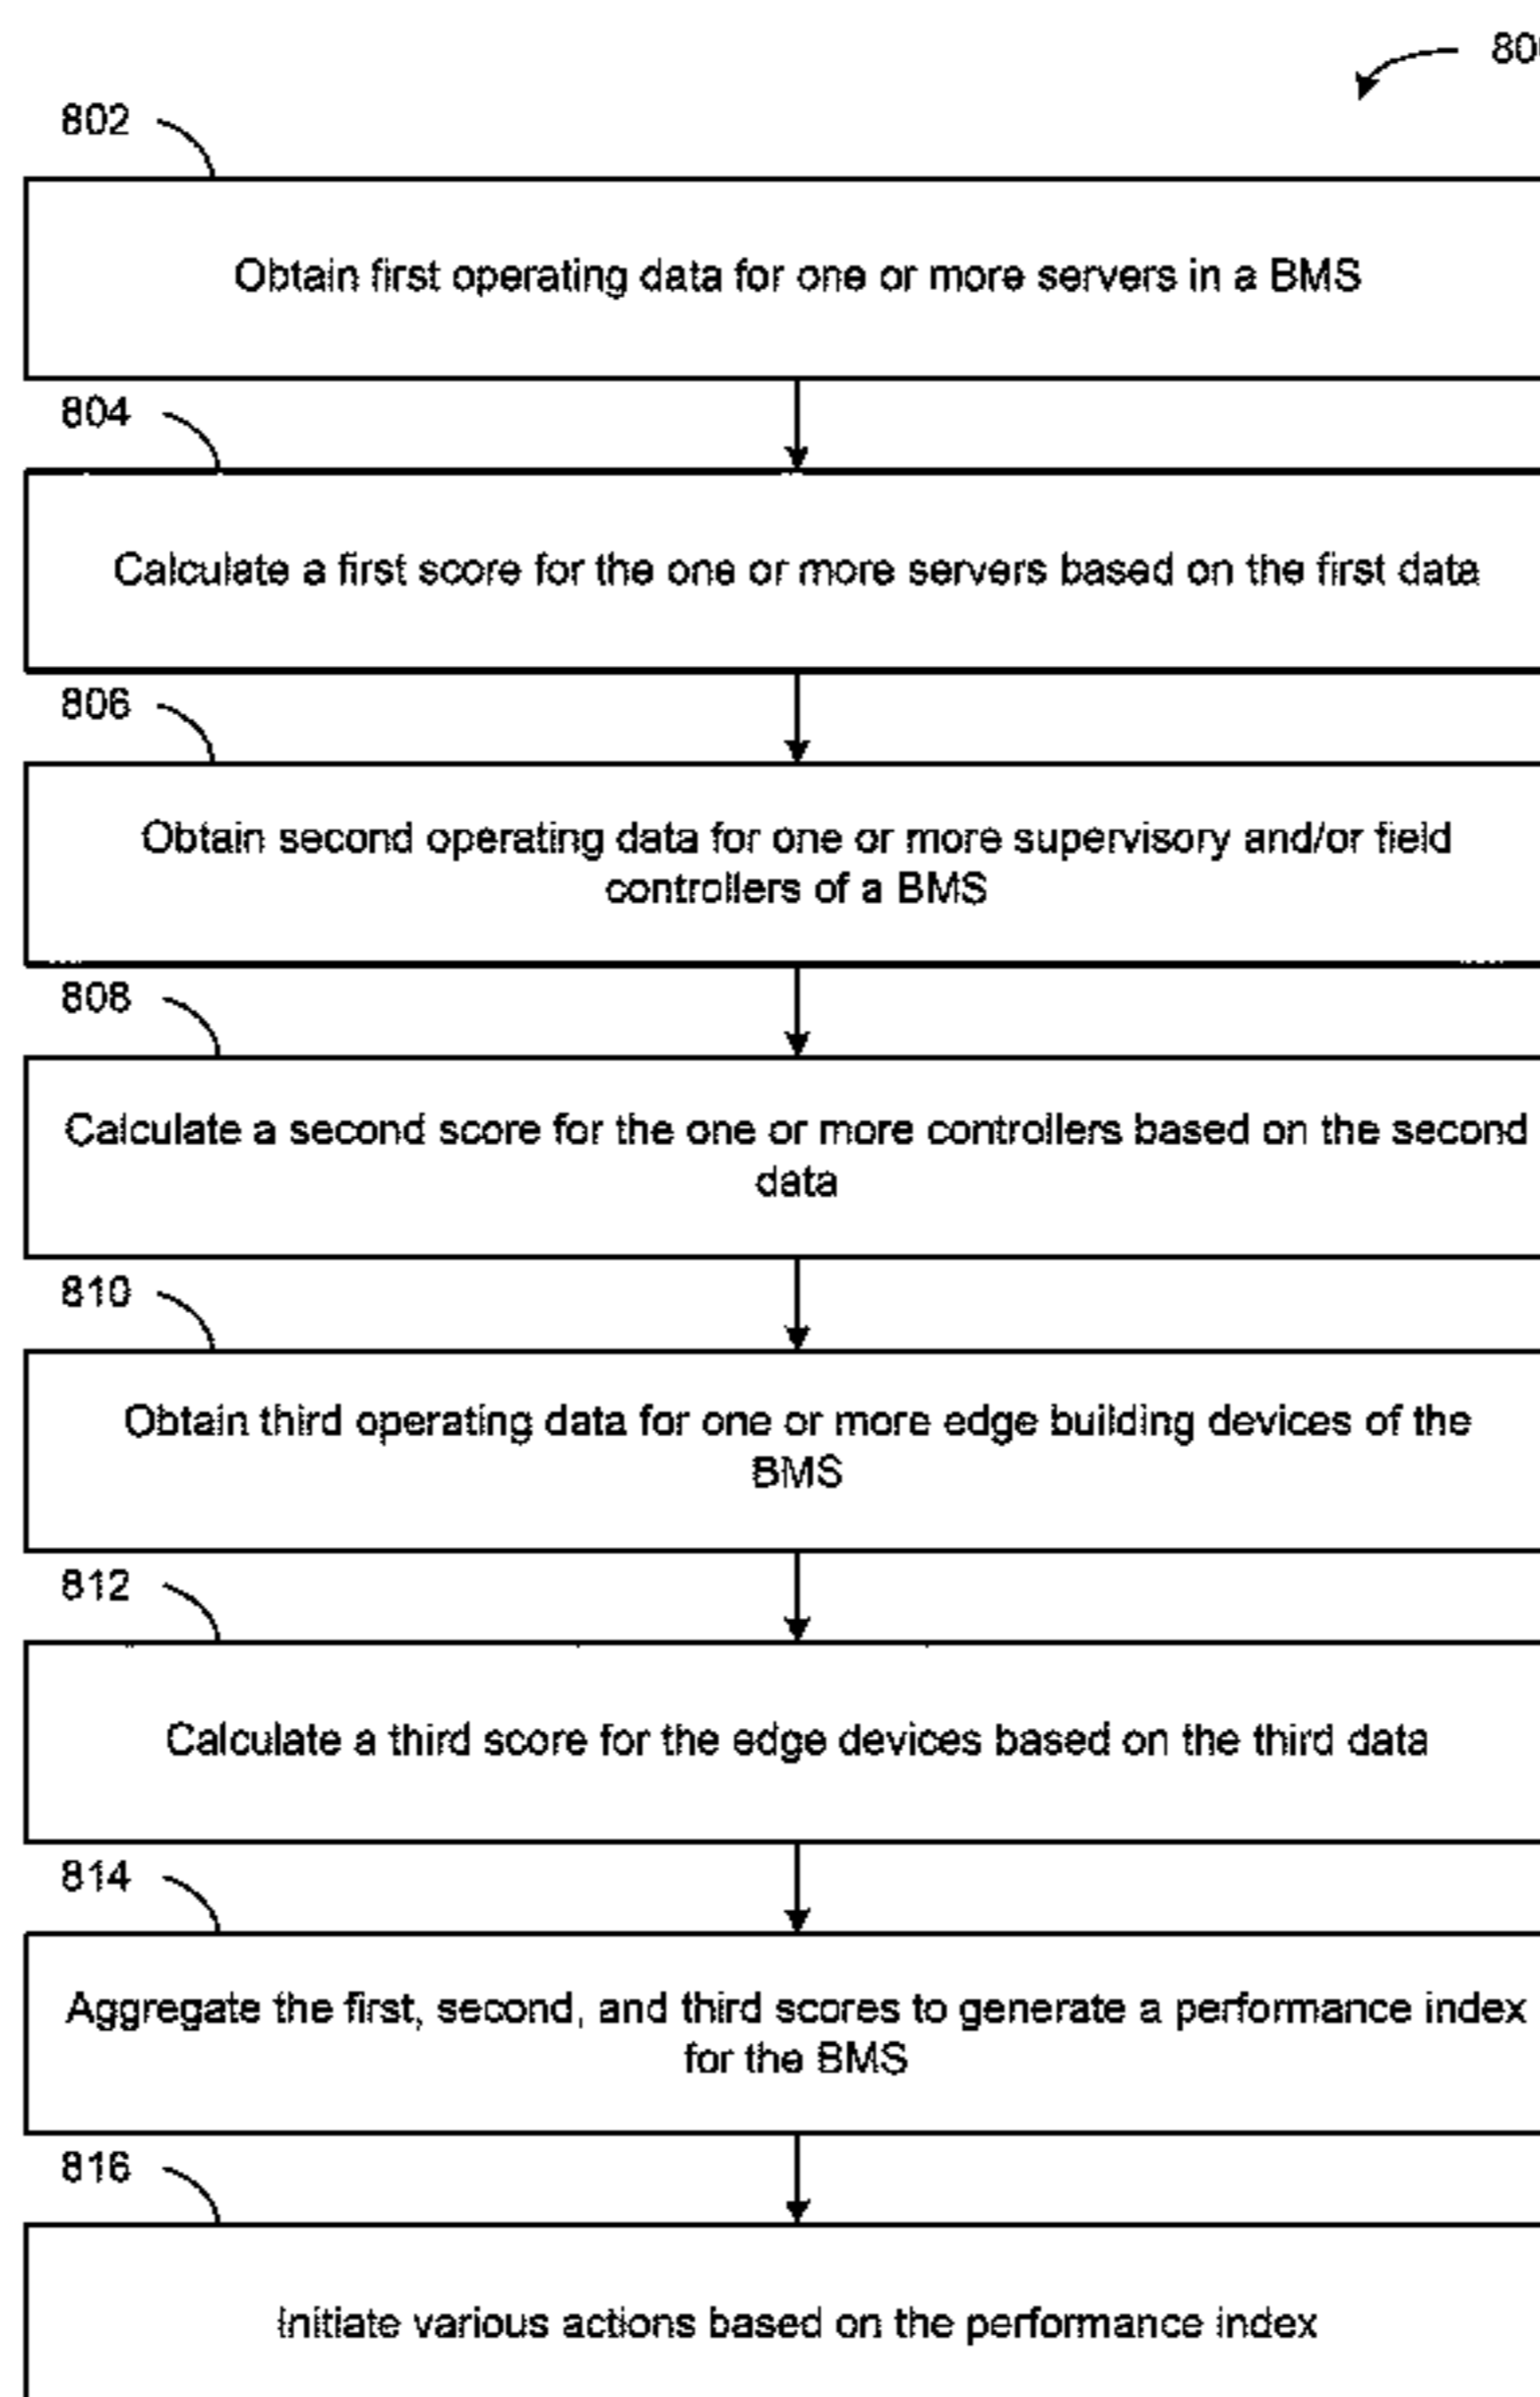 802
Obtain first operating data for one or more servers in a BMS
804
Calculate a first score for the one or more servers based on the first data
806
Obtain second operating data for one or more supervisory and/or field
controllers of a BMS
808
Calculate a second score for the one or more controllers based on the second
data
810
Obtain third operating data for one or more edge building devices of the
BMS
812
Calculate a third score for the edge devices based on the third data
814
Aggregate the first, second, and third scores to generate a performance index
for the BMS
816
Initiate various actions based on the performance index